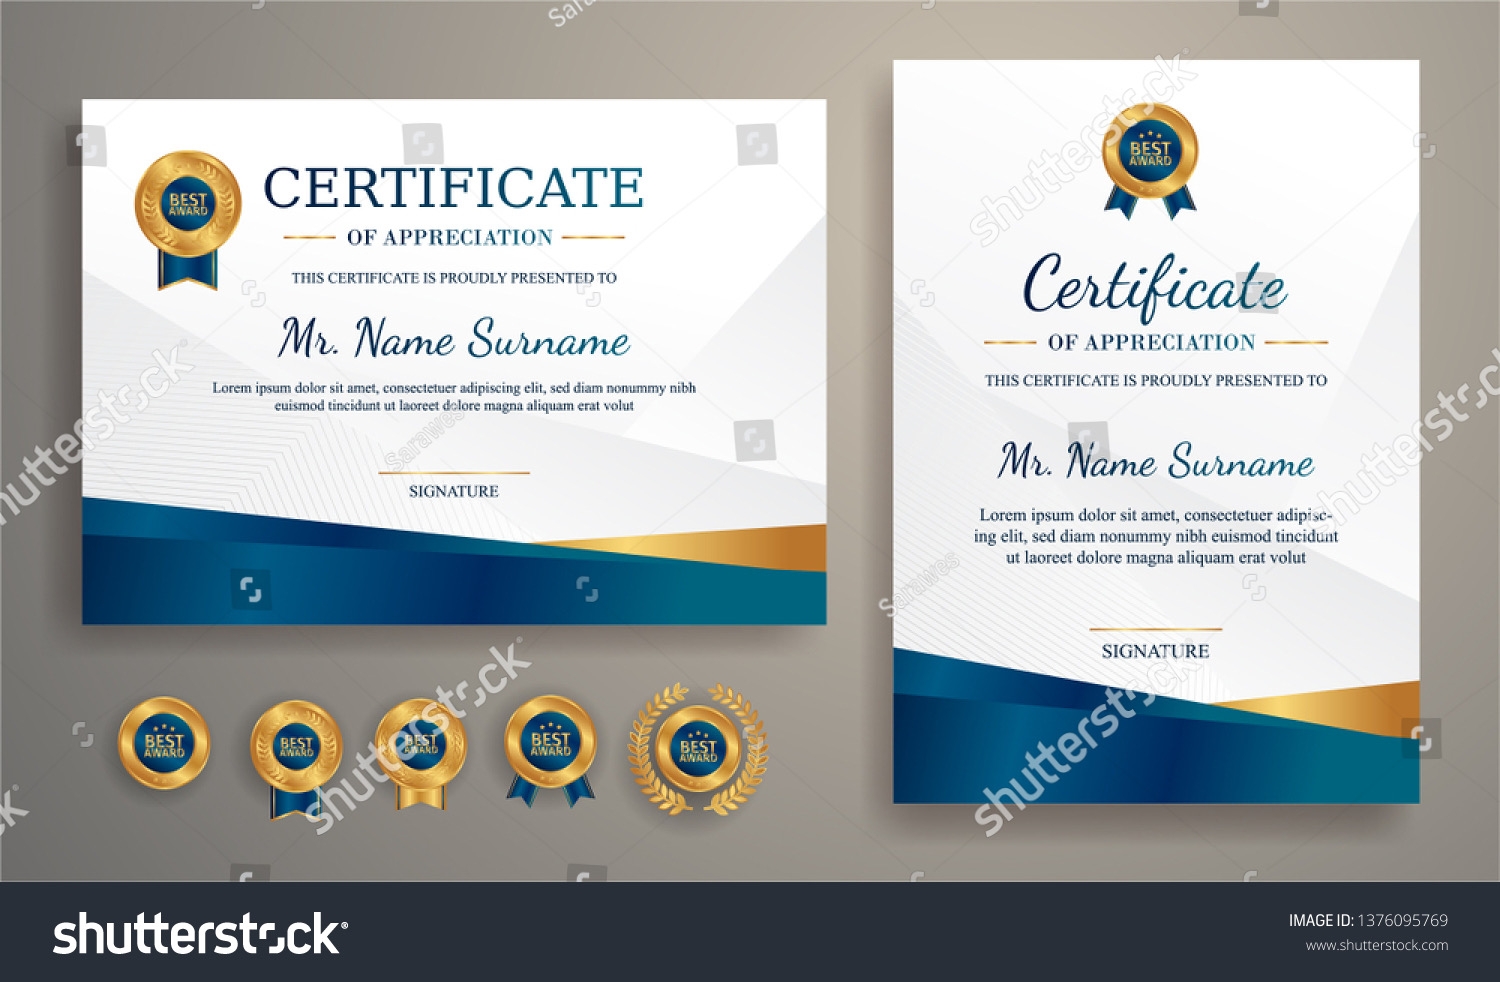 BEST
AWARD
CERTIFICATE
OF APPRECIATION
THIS CERTIFICATE IS PROUDLY PRESENTED TO
Mr. Name Surname
Lorem ipsum dolor sit amet, consectetuer adipiscing elit, sed diam nonummy nibh
euismod tincidunt ut laoreet dolore magna aliquam erat volut
SIGNATURE
BEST
AWARD
Certificate
OF APPRECIATION
THIS CERTIFICATE IS PROUDLY PRESENTED TO
Mr. Name Surname
Lorem ipsum dolor sit amet, consectetuer adipisc-
ing elit, sed diam nonummy nibh euismod tincidunt
ut laoreet dolore magna aliquam erat volut
SIGNATURE
BEST
AWARD
BEST
AWARD
BEST
AWARD
BEST
AWARD
BEST
AWARD
shutterstock
shutterstock
shutterstock
shutterstock
shutterstock
Sarawes
Sarawes
shutterstock®
IMAGE ID: 1376095769
www.shutterstock.com